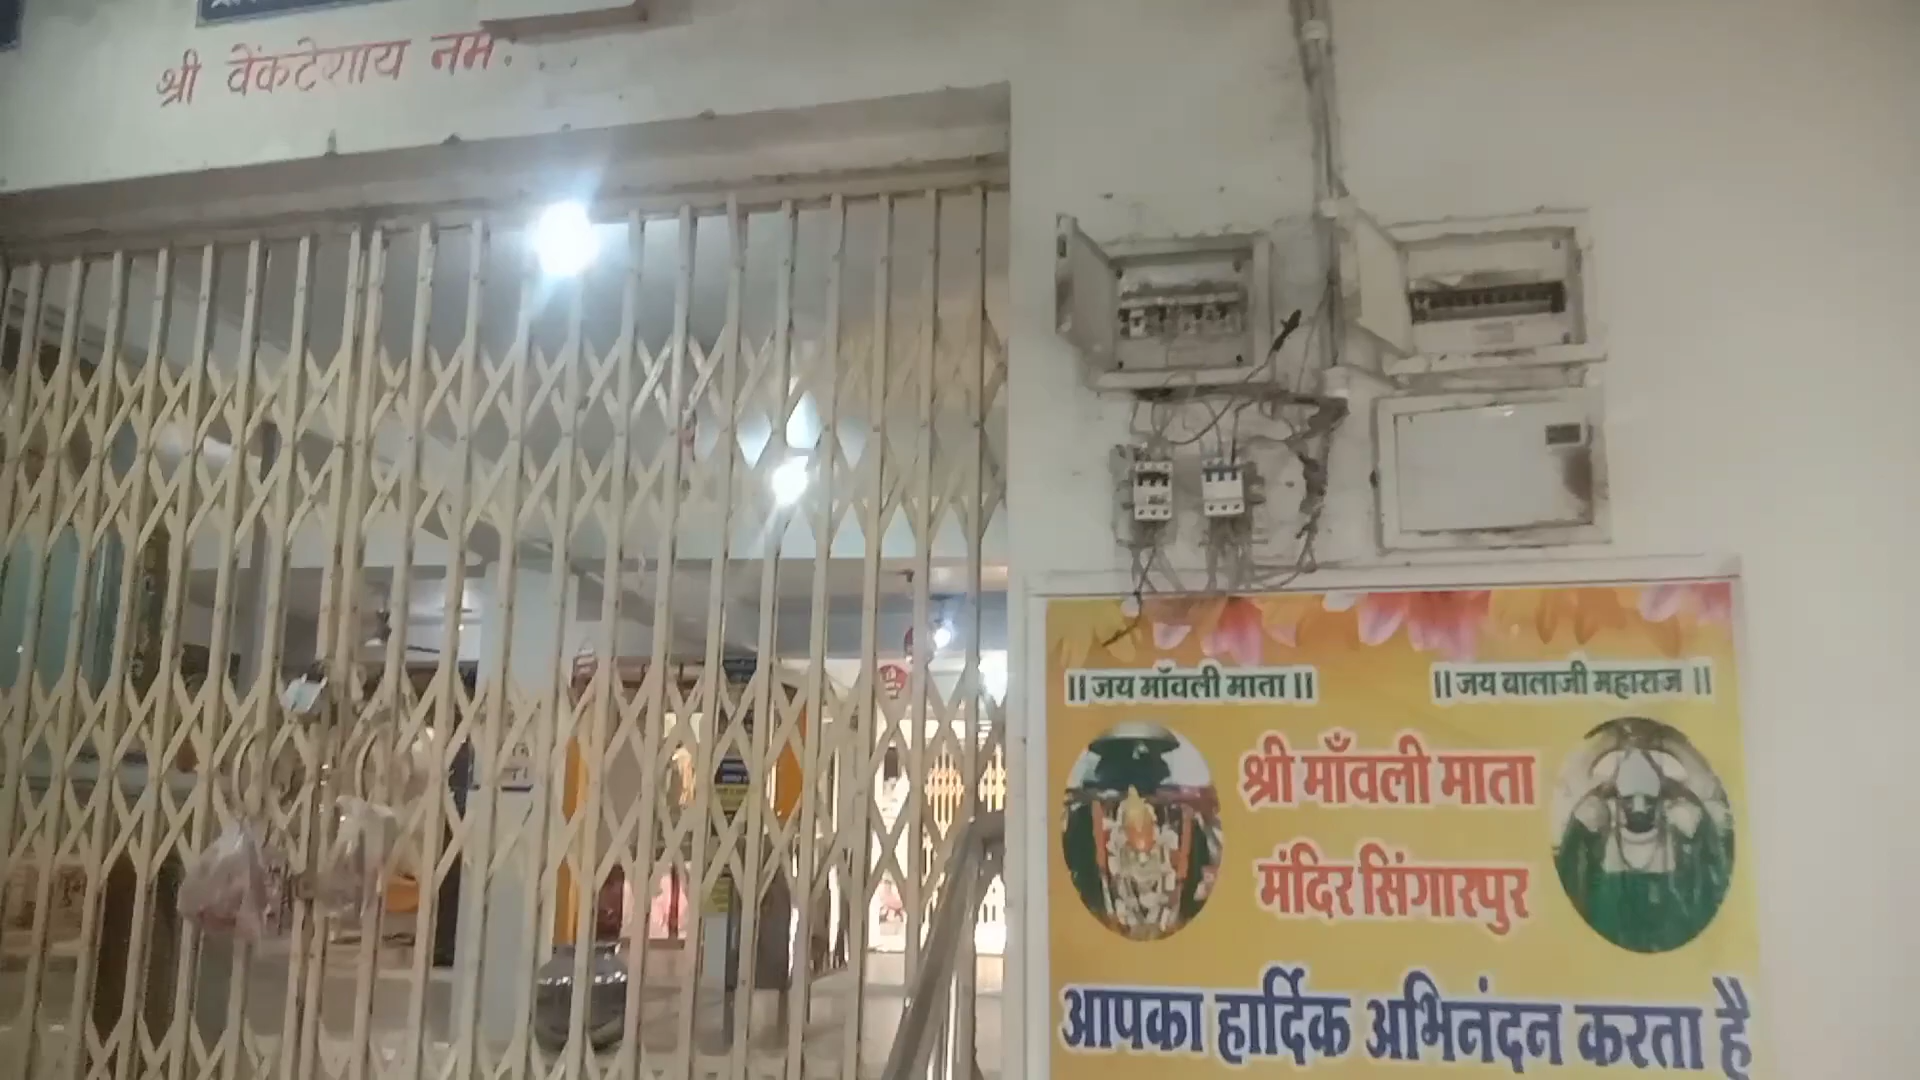 श्री वेंकटेशाय नमः
॥ जय माँवली माता ॥
॥ जय बालाजी महाराज ॥
श्री माँवली माता
मंदिर सिंगारपुर
आपका हार्दिक अभिनंदन करता है